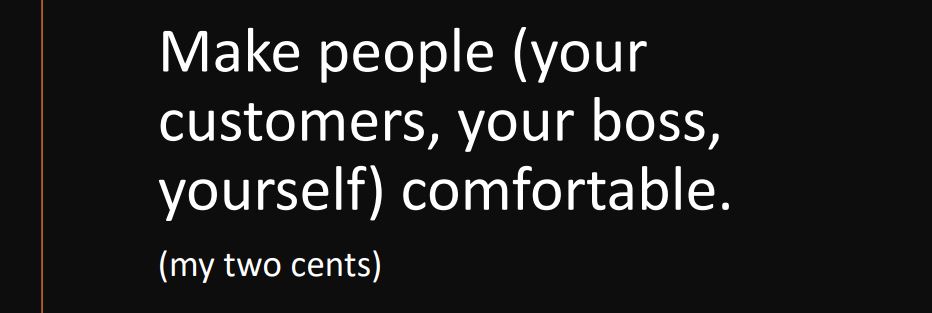 Make people (your
customers, your boss,
yourself) comfortable.
(my two cents)